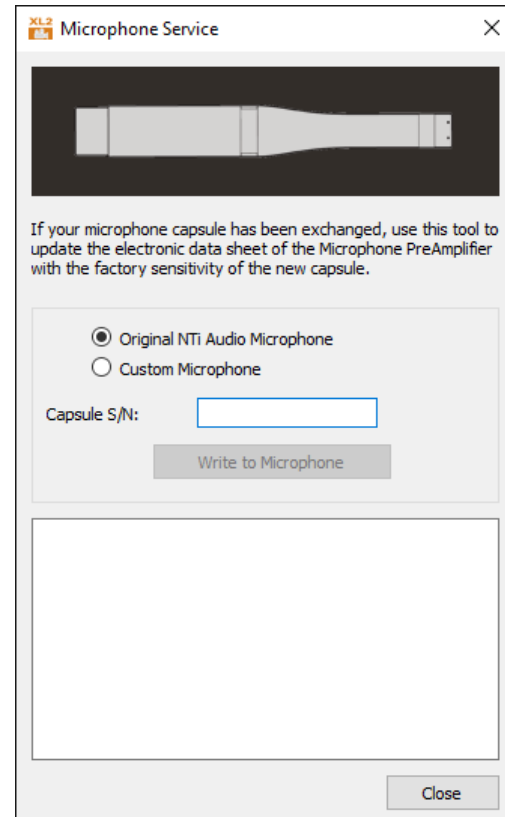 XL2
Microphone Service
If your microphone capsule has been exchanged, use this tool to
update the electronic data sheet of the Microphone PreAmplifier
with the factory sensitivity of the new capsule.
Original NTi Audio Microphone
Custom Microphone
Capsule S/N:
Write to Microphone
Close